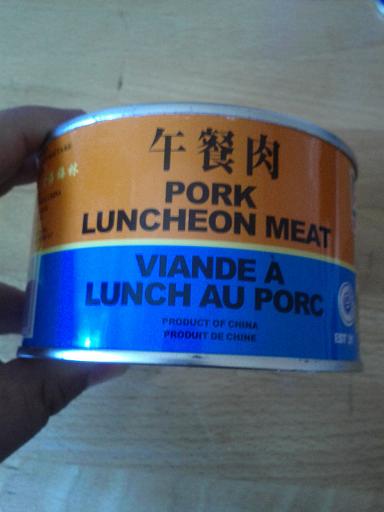 午餐肉
PORK
LUNCHEON MEAT
VIANDE À
LUNCH AU PORC
PRODUCT OF CHINA
PRODUIT DE CHINE